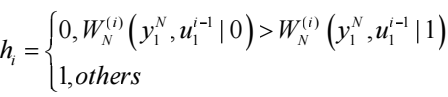 h_i = { 0, W_N^{(i)} ( y_1^N, u_1^{i-1} | 0 ) > W_N^{(i)} ( y_1^N, u_1^{i-1} | 1 )
1, others